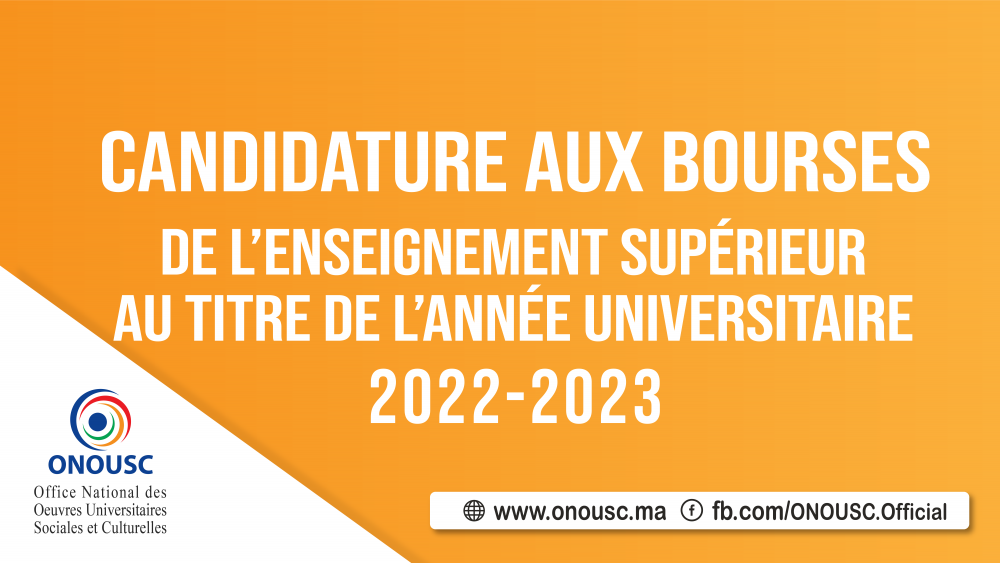 CANDIDATURE AUX BOURSES
DE L'ENSEIGNEMENT SUPÉRIEUR
AU TITRE DE L'ANNÉE UNIVERSITAIRE
2022-2023
ONOUSC
Office National des
Oeuvres Universitaires
Sociales et Culturelles
www.onousc.ma fb.com/ONOUSC.Official